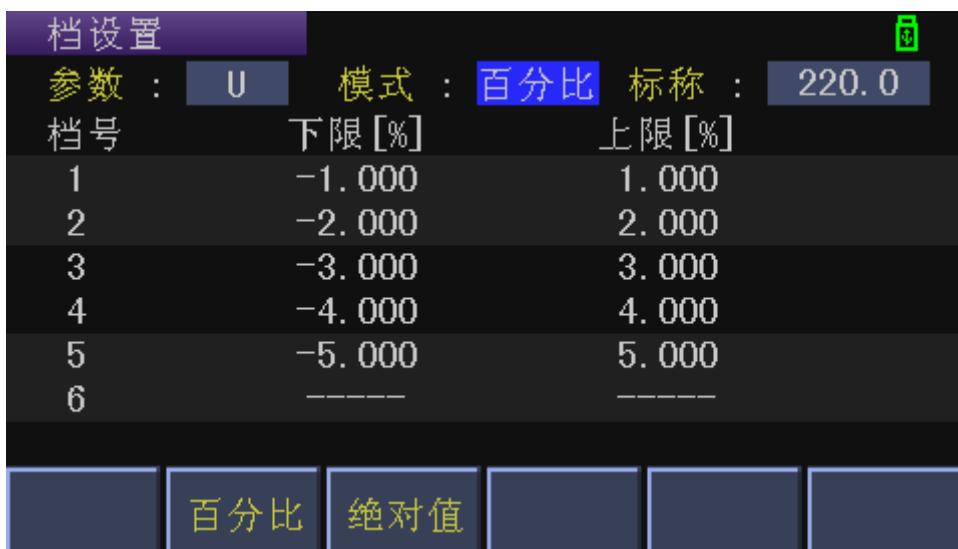 档设置
参数 : U 模式 : 百分比 标称 : 220.0
档号 下限[%] 上限[%]
1 -1.000 1.000
2 -2.000 2.000
3 -3.000 3.000
4 -4.000 4.000
5 -5.000 5.000
6 ----- -----
百分比 绝对值